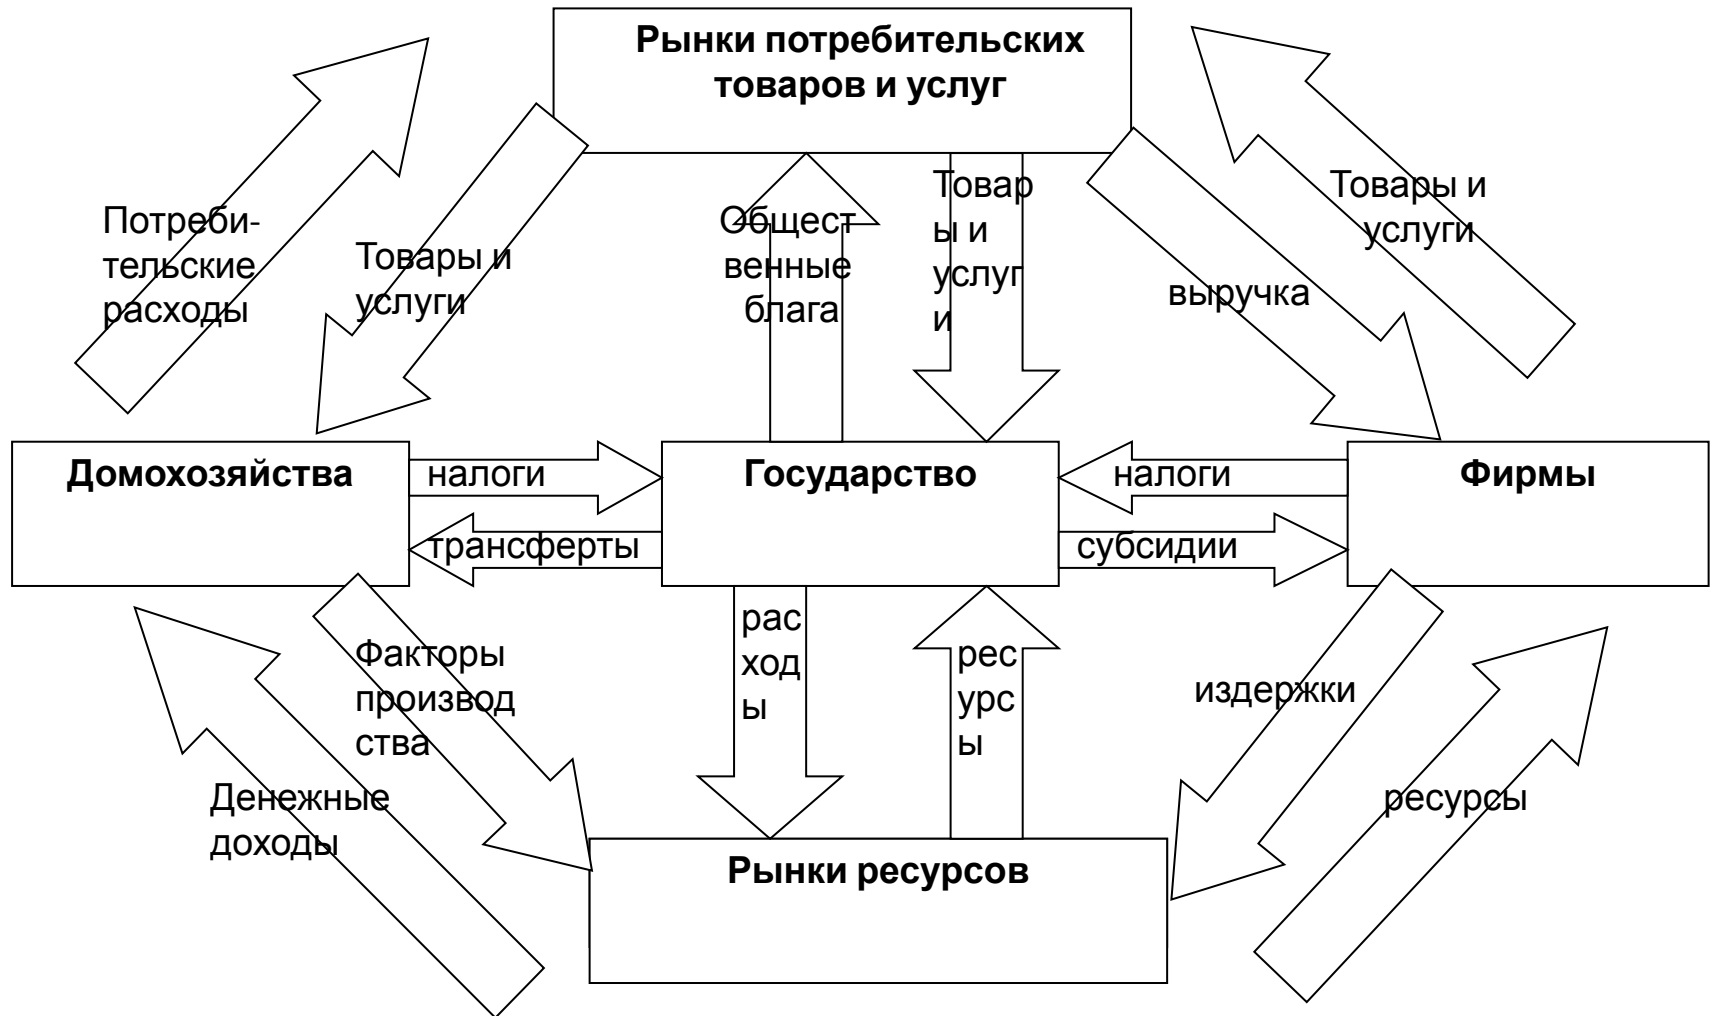 Рынки потребительских
товаров и услуг
Потреби-
тельские
расходы
Товары и
услуги
Общест
венные
блага
Товар
ы и
услуг
и
выручка
Товары и
услуги
Домохозяйства
налоги
трансферты
Государство
налоги
субсидии
Фирмы
Факторы
производ
ства
Денежные
доходы
рас
ход
ы
рес
урс
ы
издержки
ресурсы
Рынки ресурсов